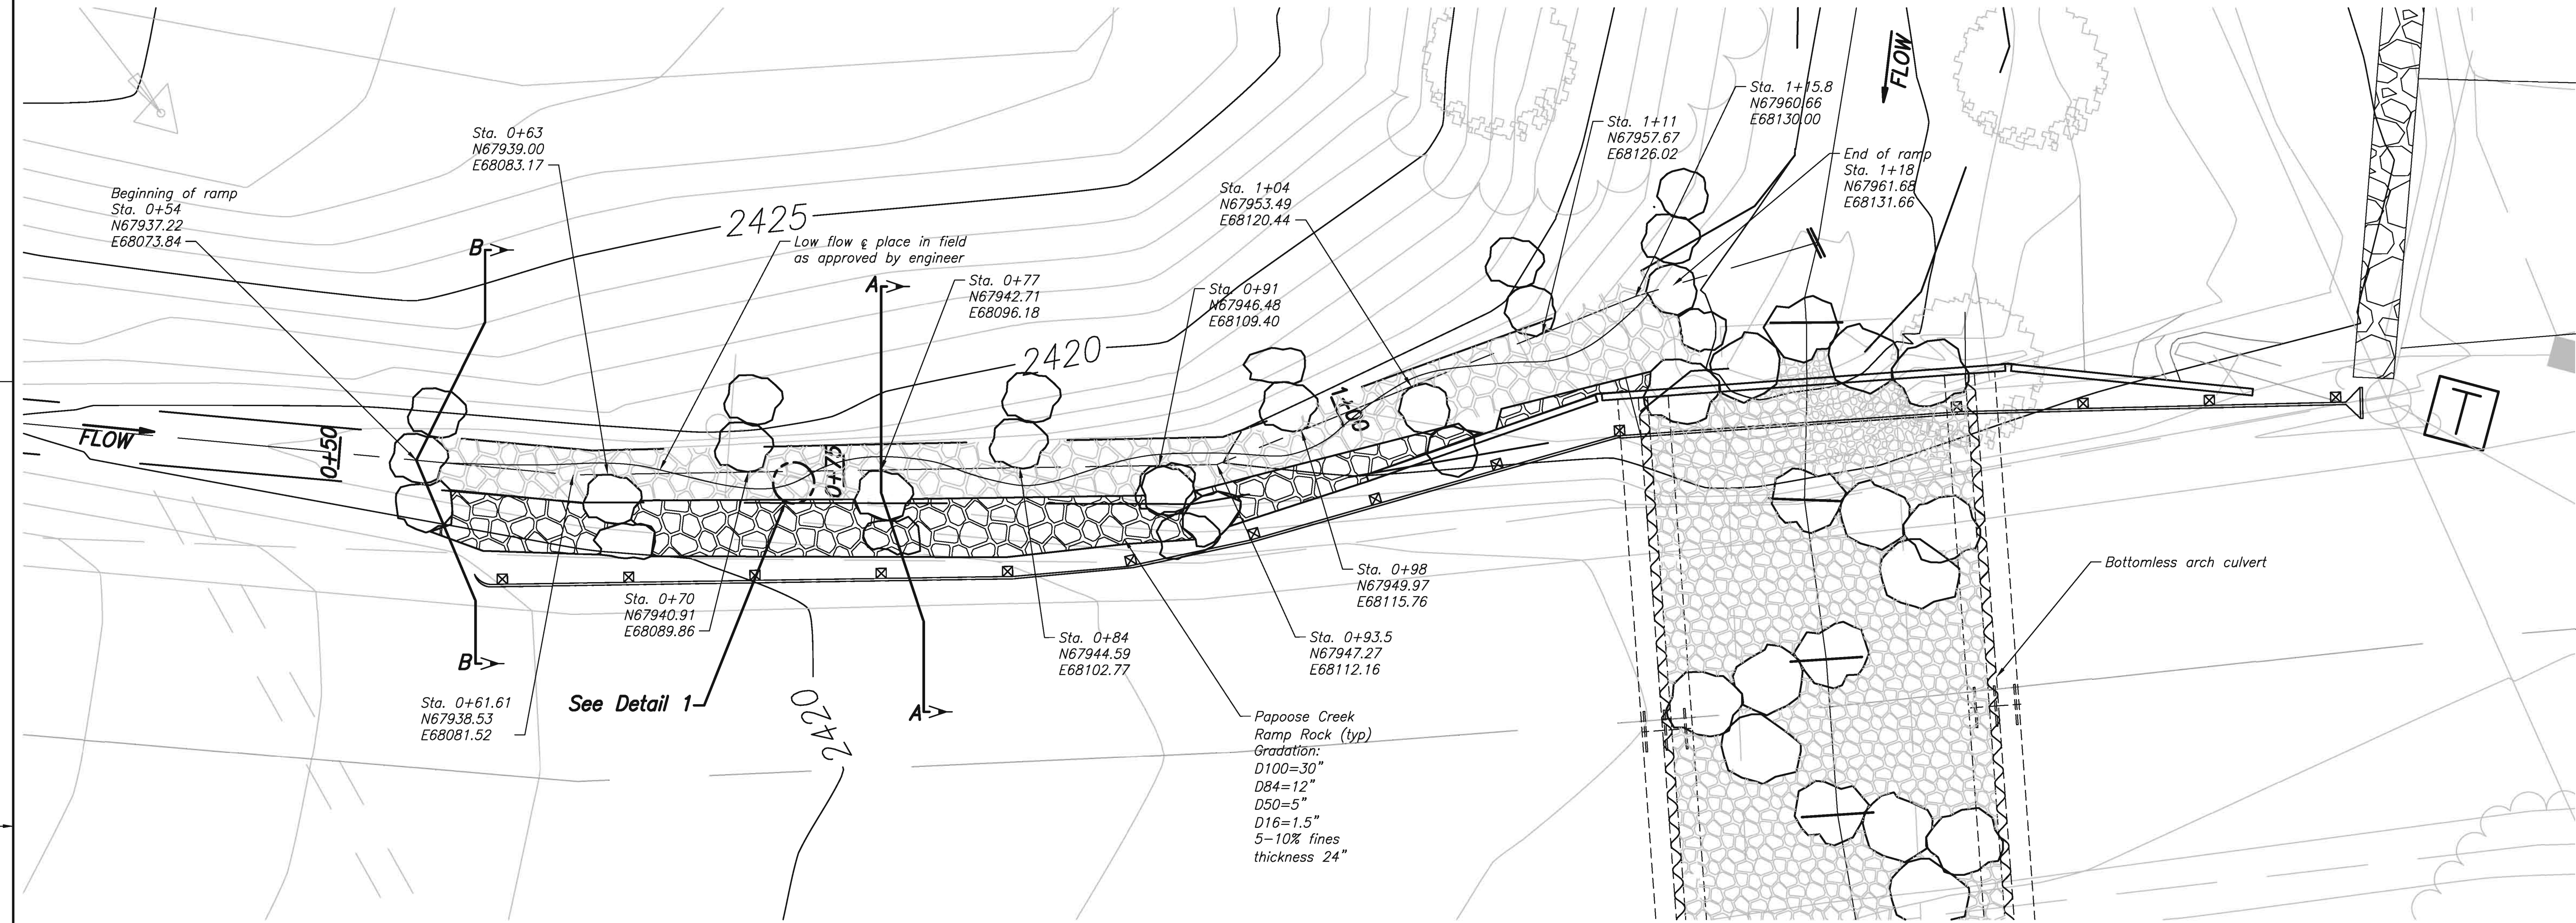 Beginning of ramp
Sta. 0+54
N67937.22
E68073.84
Sta. 0+63
N67939.00
E68083.17
B
2425
Low flow ℄ place in field
as approved by engineer
A
Sta. 0+77
N67942.71
E68096.18
2420
Sta. 0+91
N67946.48
E68109.40
Sta. 1+04
N67953.49
E68120.44
Sta. 1+11
N67957.67
E68126.02
Sta. 1+15.8
N67960.66
E68130.00
FLOW
End of ramp
Sta. 1+18
N67961.68
E68131.66
FLOW
0+50
0+75
1+00
T
Sta. 0+70
N67940.91
E68089.86
B
Sta. 0+61.61
N67938.53
E68081.52
See Detail 1
2420
A
Sta. 0+84
N67944.59
E68102.77
Sta. 0+98
N67949.97
E68115.76
Sta. 0+93.5
N67947.27
E68112.16
Bottomless arch culvert
Papoose Creek
Ramp Rock (typ)
Gradation:
D100=30"
D84=12"
D50=5"
D16=1.5"
5-10% fines
thickness 24"